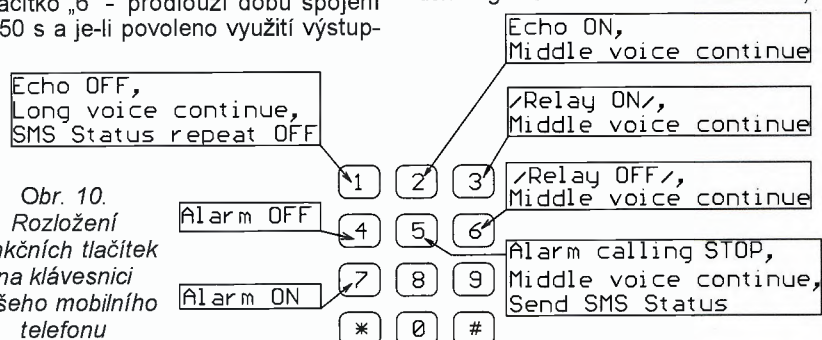 lačítko „6" - prodlouží dobu spojení
50 s a je-li povoleno využití výstup-
Echo ON,
Middle voice continue
Echo OFF,
Long voice continue,
SMS Status repeat OFF
/Relay ON/,
Middle voice continue
/Relay OFF/,
Middle voice continue
Alarm OFF
Alarm calling STOP,
Middle voice continue,
Send SMS Status
Alarm ON
1 2 3
4 5 6
7 8 9
* 0 #
Obr. 10.
Rozložení
nkčních tlačítek
na klávesnici
šeho mobilního
telefonu